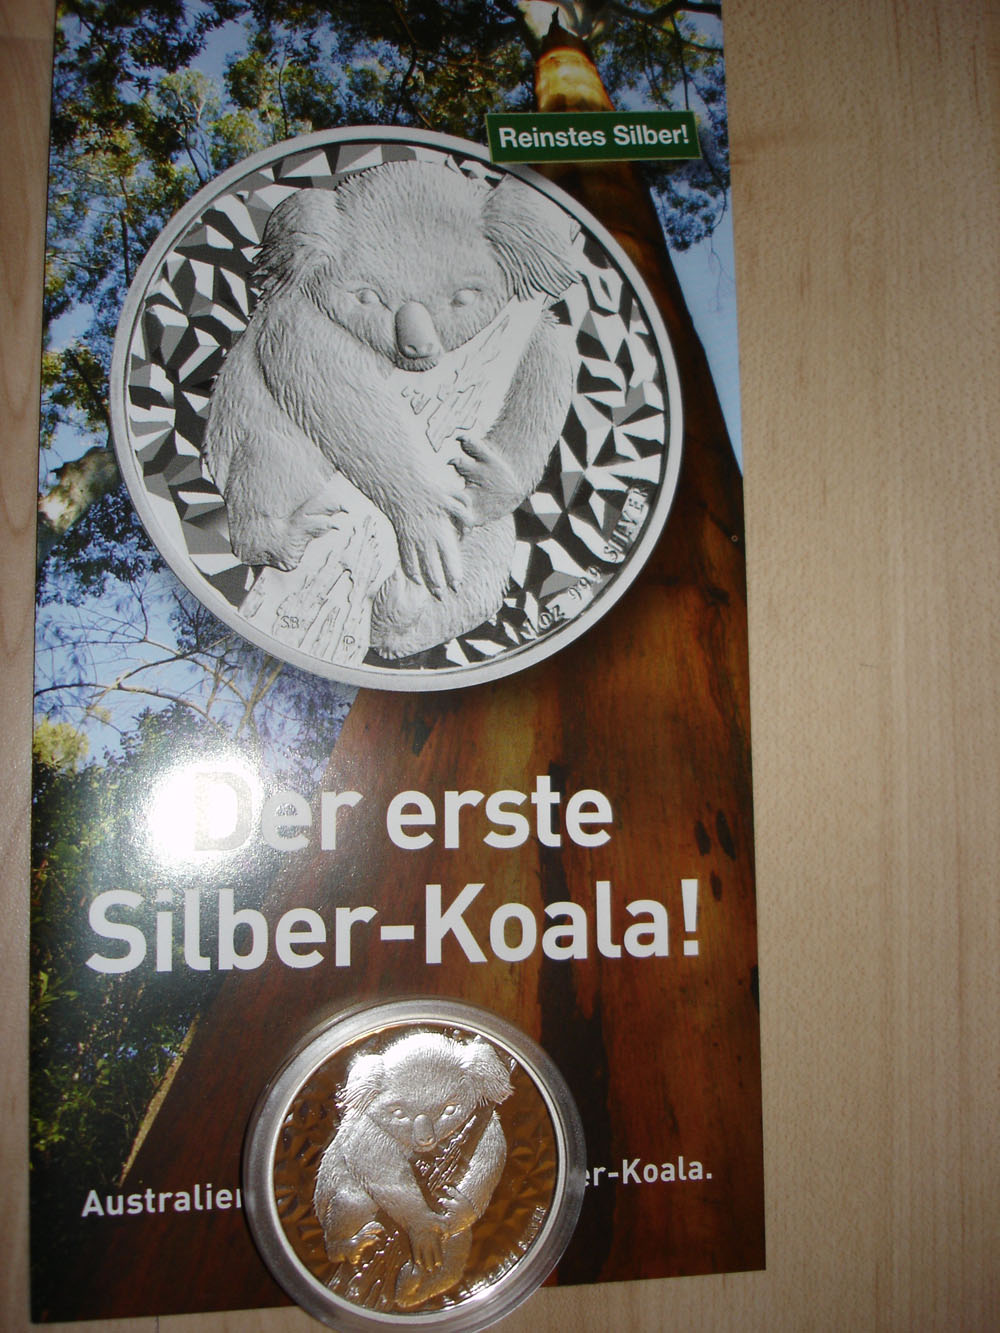 Reinstes Silber!
1 OZ 999 SILVER
SB
P
Der erste
Silber-Koala!
Australien er-Koala.